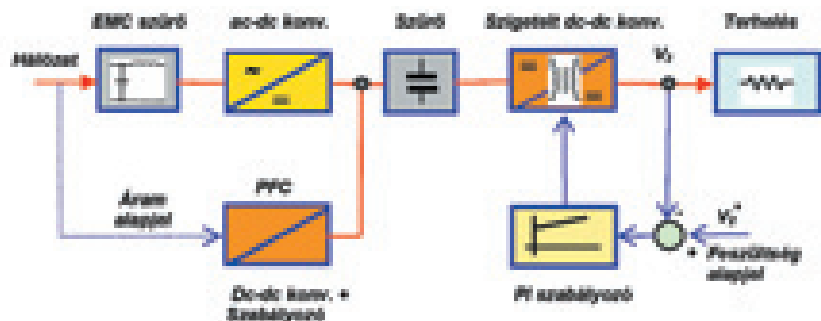 EMC szűrő
ac-dc konv.
Szűrő
Szigetelt dc-dc konv.
Terhelés
Hálózat
V₂
Áram
alapjel
PFC
V₂*
Feszültség
alapjel
Dc-dc konv. +
Szabályozó
PI szabályozó